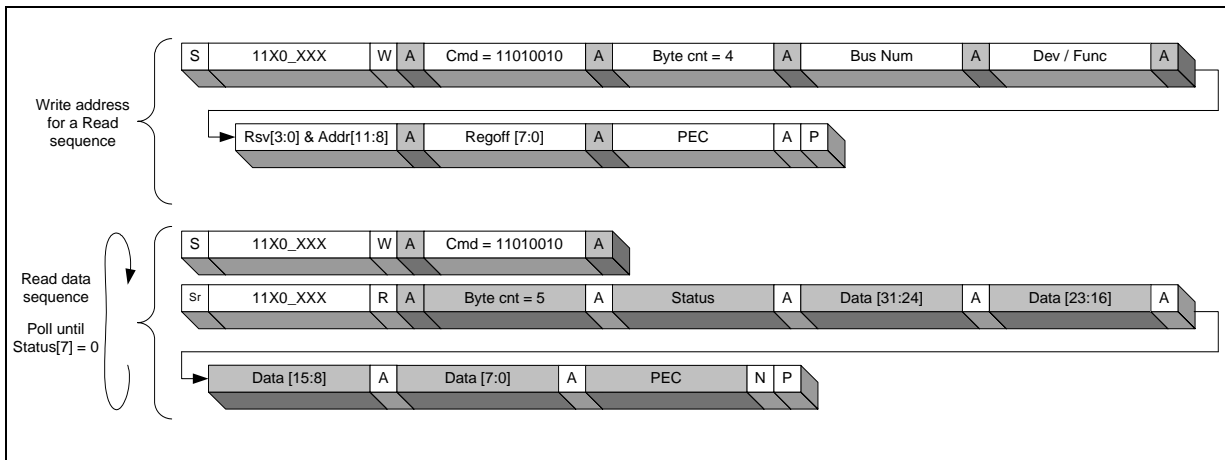 S 11X0_XXX W A Cmd = 11010010 A Byte cnt = 4 A Bus Num A Dev / Func A
Write address
for a Read
sequence
Rsv[3:0] & Addr[11:8] A Regoff [7:0] A PEC A P
S 11X0_XXX W A Cmd = 11010010 A
Read data
sequence
Poll until
Status[7] = 0
Sr 11X0_XXX R A Byte cnt = 5 A Status A Data [31:24] A Data [23:16] A
Data [15:8] A Data [7:0] A PEC N P